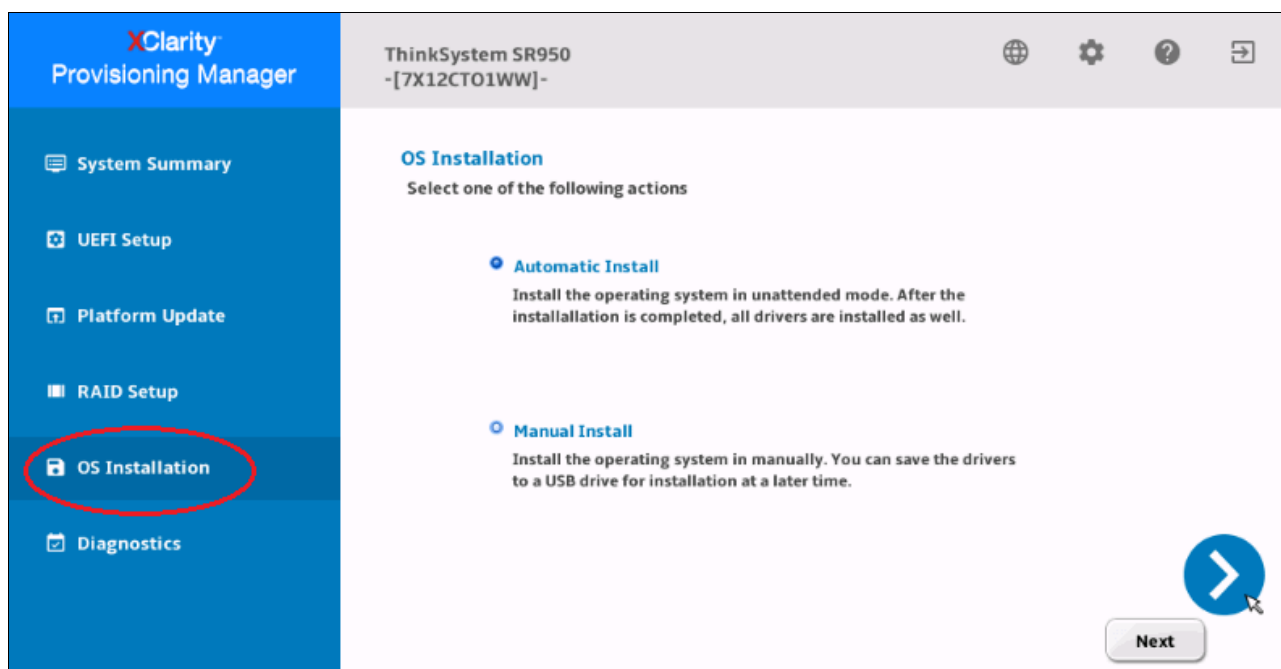 XClarity
Provisioning Manager
ThinkSystem SR950
-[7X12CTO1WW]-
System Summary
UEFI Setup
Platform Update
RAID Setup
OS Installation
Diagnostics
OS Installation
Select one of the following actions
Automatic Install
Install the operating system in unattended mode. After the
installallation is completed, all drivers are installed as well.
Manual Install
Install the operating system in manually. You can save the drivers
to a USB drive for installation at a later time.
Next